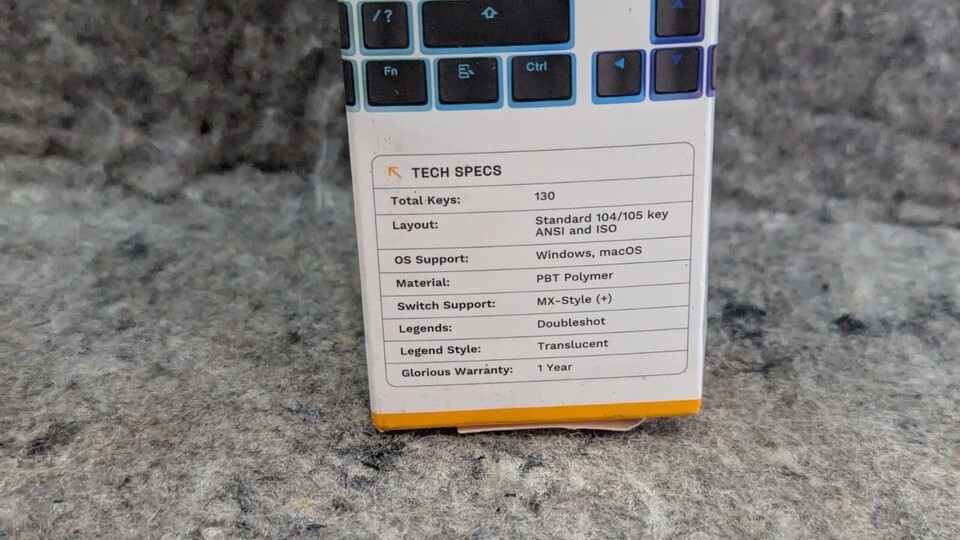 / ?
Fn
Ctrl
TECH SPECS
Total Keys: 130
Layout: Standard 104/105 key
ANSI and ISO
OS Support: Windows, macOS
Material: PBT Polymer
Switch Support: MX-Style (+)
Legends: Doubleshot
Legend Style: Translucent
Glorious Warranty: 1 Year